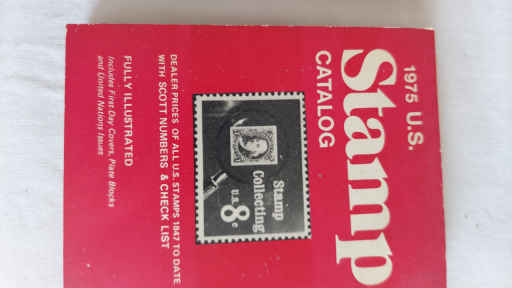 1975 U.S.
Stamp
CATALOG
Stamp
Collecting
U.S. 8c
DEALER PRICES OF ALL U.S. STAMPS 1847 TO DATE
WITH SCOTT NUMBERS & CHECK LIST
FULLY ILLUSTRATED
Includes First Day Covers, Plate Blocks
and United Nations Issues